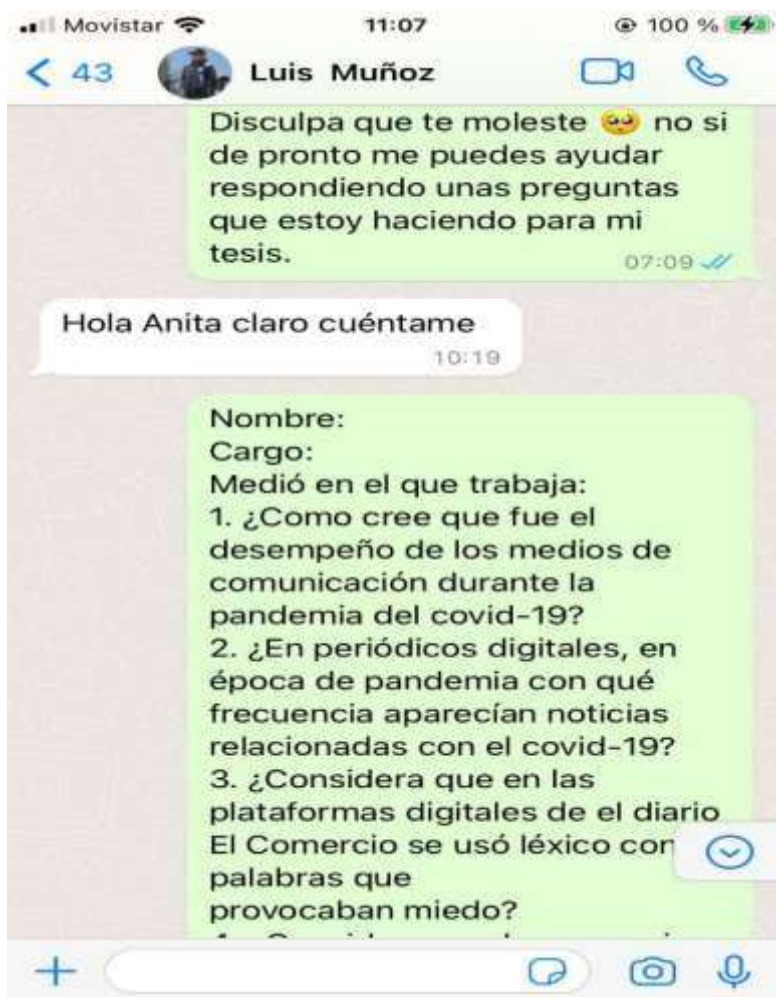 Movistar 11:07 100 %
43 Luis Muñoz
Disculpa que te moleste 🥺 no si
de pronto me puedes ayudar
respondiendo unas preguntas
que estoy haciendo para mi
tesis.
07:09
Hola Anita claro cuéntame
10:19
Nombre:
Cargo:
Medió en el que trabaja:
1. ¿Como cree que fue el
desempeño de los medios de
comunicación durante la
pandemia del covid-19?
2. ¿En periódicos digitales, en
época de pandemia con qué
frecuencia aparecían noticias
relacionadas con el covid-19?
3. ¿Considera que en las
plataformas digitales de el diario
El Comercio se usó léxico con
palabras que
provocaban miedo?